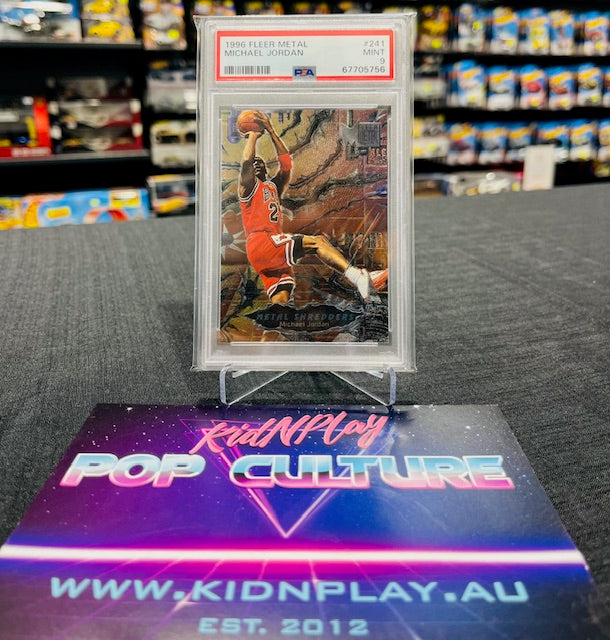 1996 FLEER METAL #241
MICHAEL JORDAN MINT
9
PSA 67705756
METAL SHREDDERS
Michael Jordan
KidNPlay
POP CULTURE
WWW.KIDNPLAY.AU
EST. 2012